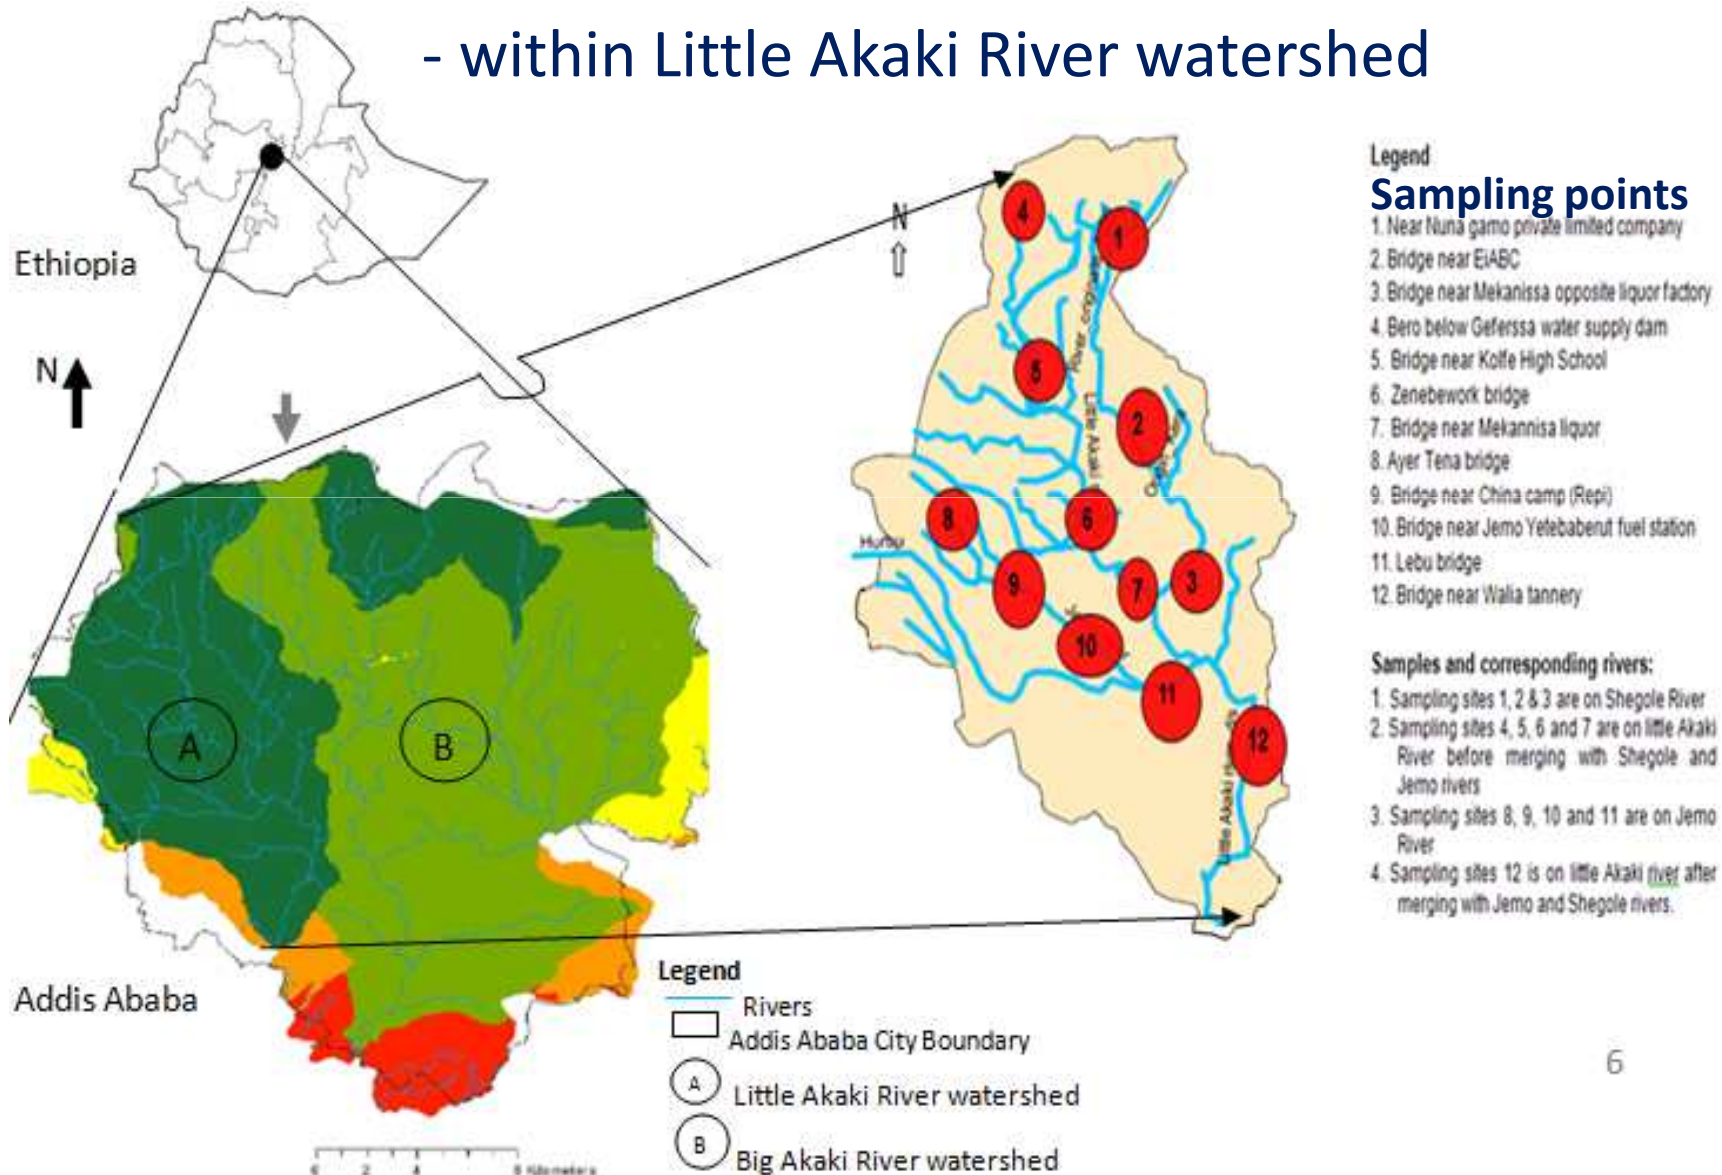 - within Little Akaki River watershed
Ethiopia
N
N
4
1
5
2
8
6
9
7
3
10
11
12
Little Akaki
A
B
Addis Ababa
Legend
Rivers
Addis Ababa City Boundary
A
Little Akaki River watershed
B
Big Akaki River watershed
0 2 4 8 Kilometers
Legend
Sampling points
1. Near Nuna gamo private limited company
2. Bridge near EiABC
3. Bridge near Mekanissa opposite liquor factory
4. Bero below Geferssa water supply dam
5. Bridge near Kolfe High School
6. Zenebework bridge
7. Bridge near Mekannisa liquor
8. Ayer Tena bridge
9. Bridge near China camp (Repi)
10. Bridge near Jemo Yetebaberut fuel station
11. Lebu bridge
12. Bridge near Walia tannery
Samples and corresponding rivers:
1. Sampling sites 1, 2 & 3 are on Shegole River
2. Sampling sites 4, 5, 6 and 7 are on little Akaki
River before merging with Shegole and
Jemo rivers
3. Sampling sites 8, 9, 10 and 11 are on Jemo
River
4. Sampling sites 12 is on little Akaki river after
merging with Jemo and Shegole rivers.
6